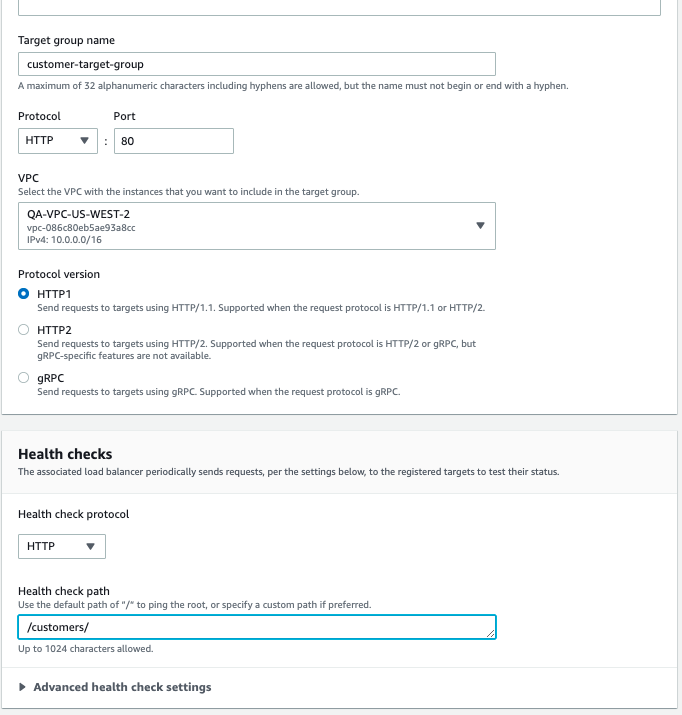 Target group name
customer-target-group
A maximum of 32 alphanumeric characters including hyphens are allowed, but the name must not begin or end with a hyphen.
Protocol Port
HTTP : 80
VPC
Select the VPC with the instances that you want to include in the target group.
QA-VPC-US-WEST-2
vpc-086c80eb5ae93a8cc
IPv4: 10.0.0.0/16
Protocol version
HTTP1
Send requests to targets using HTTP/1.1. Supported when the request protocol is HTTP/1.1 or HTTP/2.
HTTP2
Send requests to targets using HTTP/2. Supported when the request protocol is HTTP/2 or gRPC, but
gRPC-specific features are not available.
gRPC
Send requests to targets using gRPC. Supported when the request protocol is gRPC.
Health checks
The associated load balancer periodically sends requests, per the settings below, to the registered targets to test their status.
Health check protocol
HTTP
Health check path
Use the default path of "/" to ping the root, or specify a custom path if preferred.
/customers/
Up to 1024 characters allowed.
Advanced health check settings